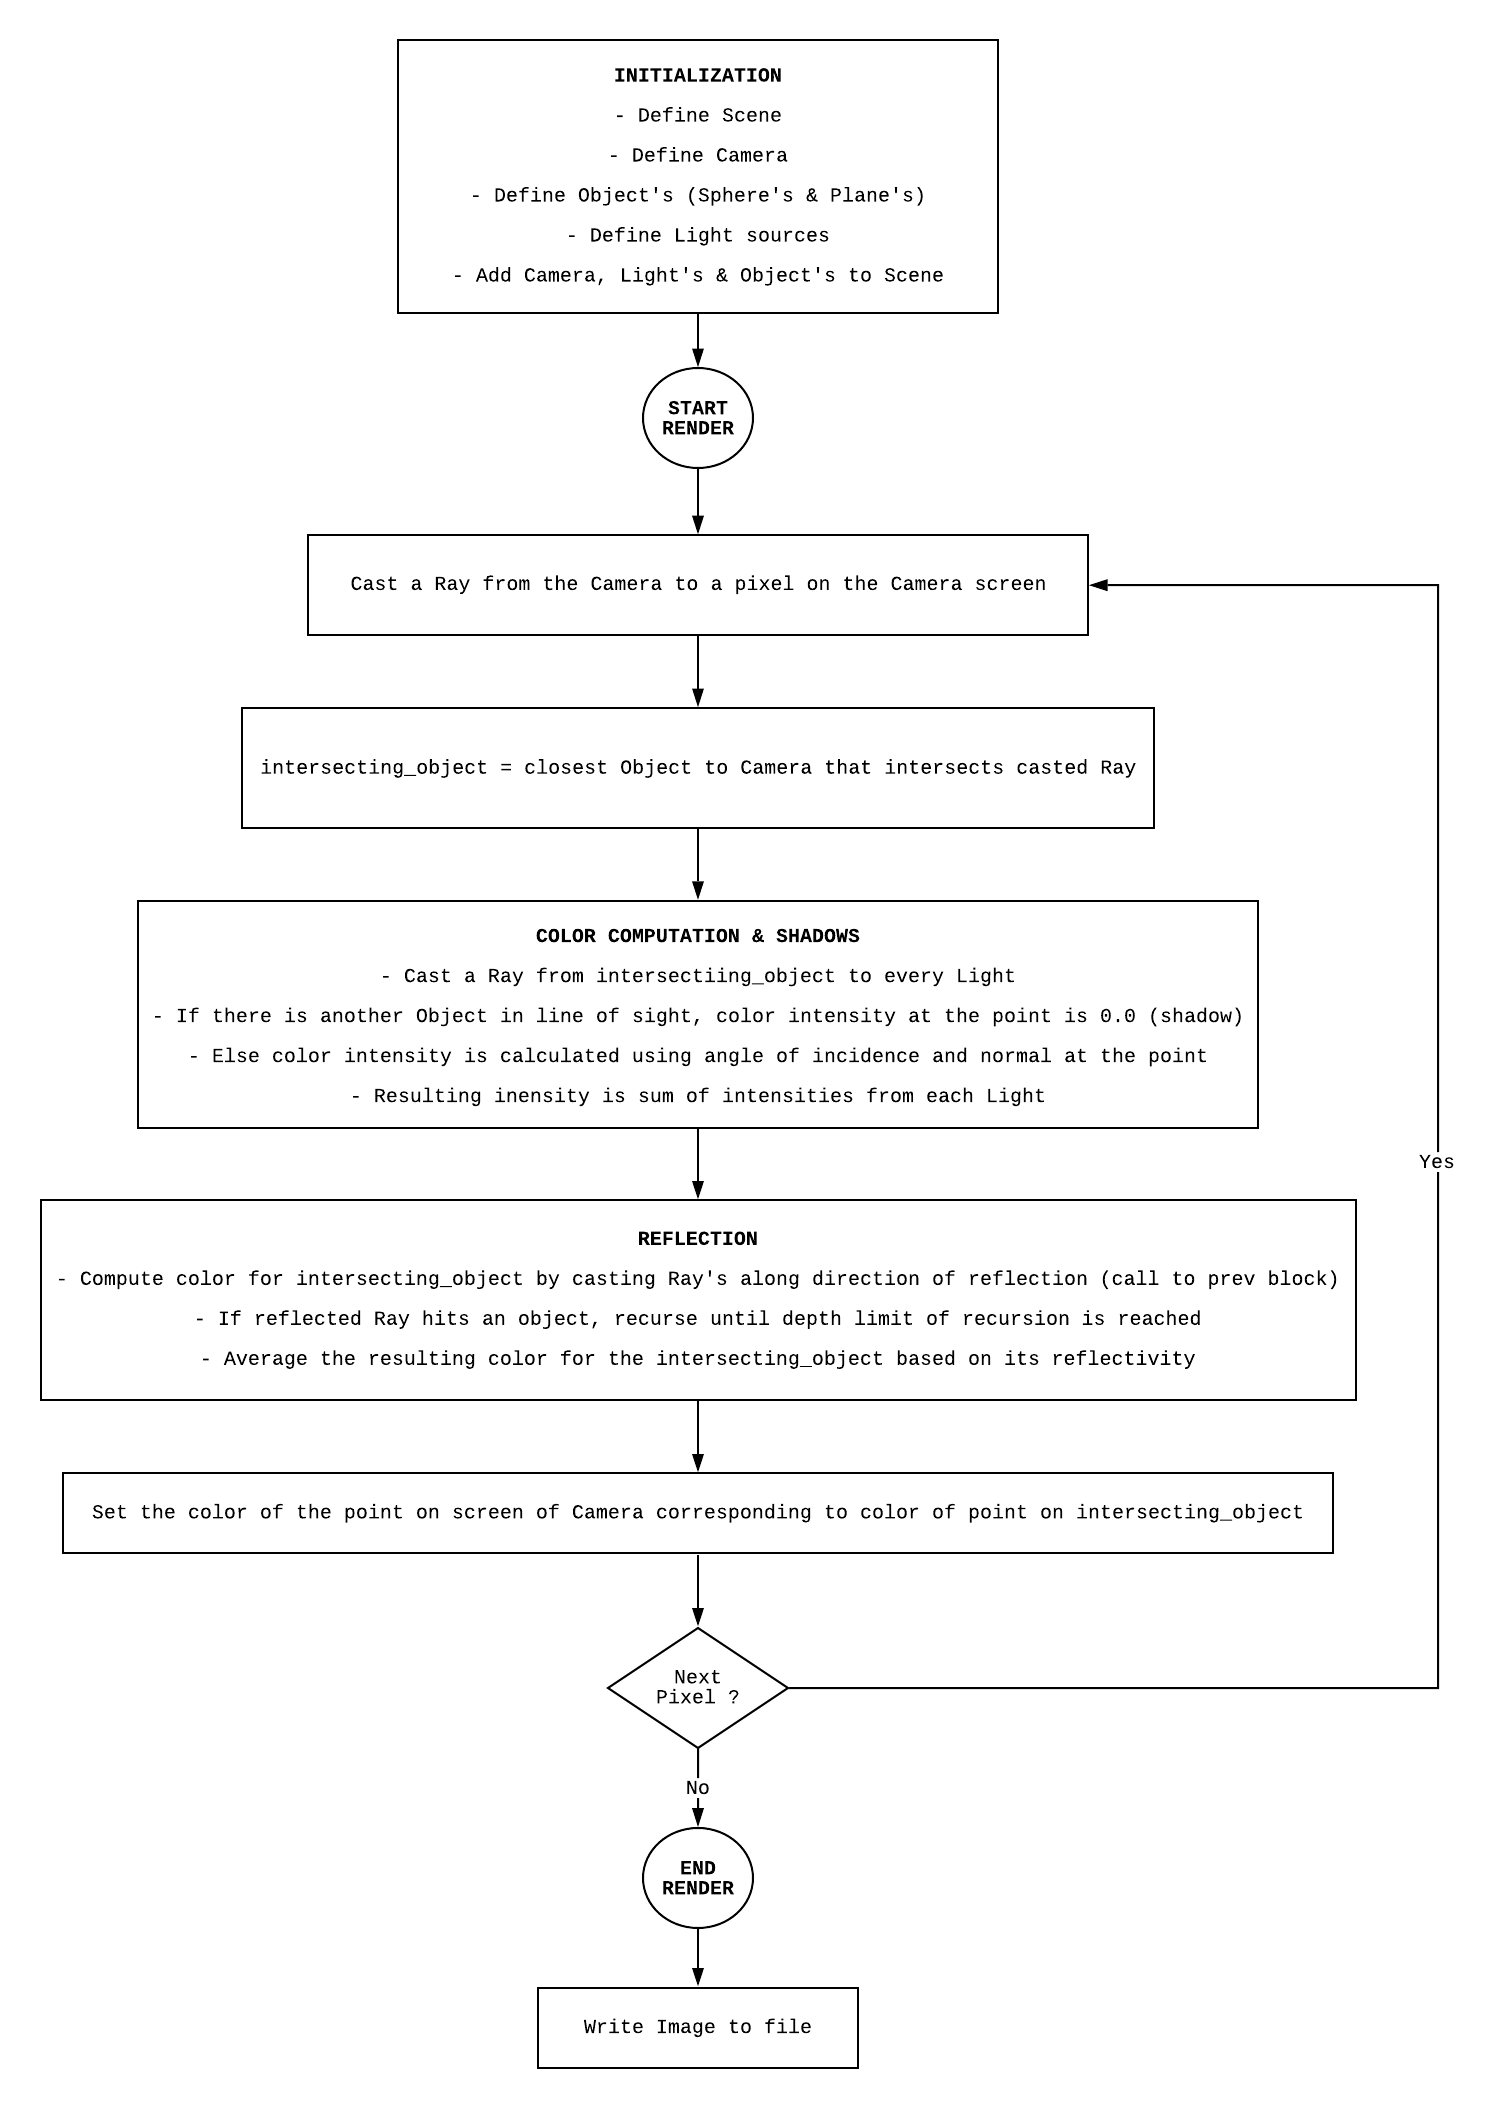 INITIALIZATION
- Define Scene
- Define Camera
- Define Object's (Sphere's & Plane's)
- Define Light sources
- Add Camera, Light's & Object's to Scene
START
RENDER
Cast a Ray from the Camera to a pixel on the Camera screen
intersecting_object = closest Object to Camera that intersects casted Ray
COLOR COMPUTATION & SHADOWS
- Cast a Ray from intersectiing_object to every Light
- If there is another Object in line of sight, color intensity at the point is 0.0 (shadow)
- Else color intensity is calculated using angle of incidence and normal at the point
- Resulting inensity is sum of intensities from each Light
Yes
REFLECTION
- Compute color for intersecting_object by casting Ray's along direction of reflection (call to prev block)
- If reflected Ray hits an object, recurse until depth limit of recursion is reached
- Average the resulting color for the intersecting_object based on its reflectivity
Set the color of the point on screen of Camera corresponding to color of point on intersecting_object
Next
Pixel ?
No
END
RENDER
Write Image to file